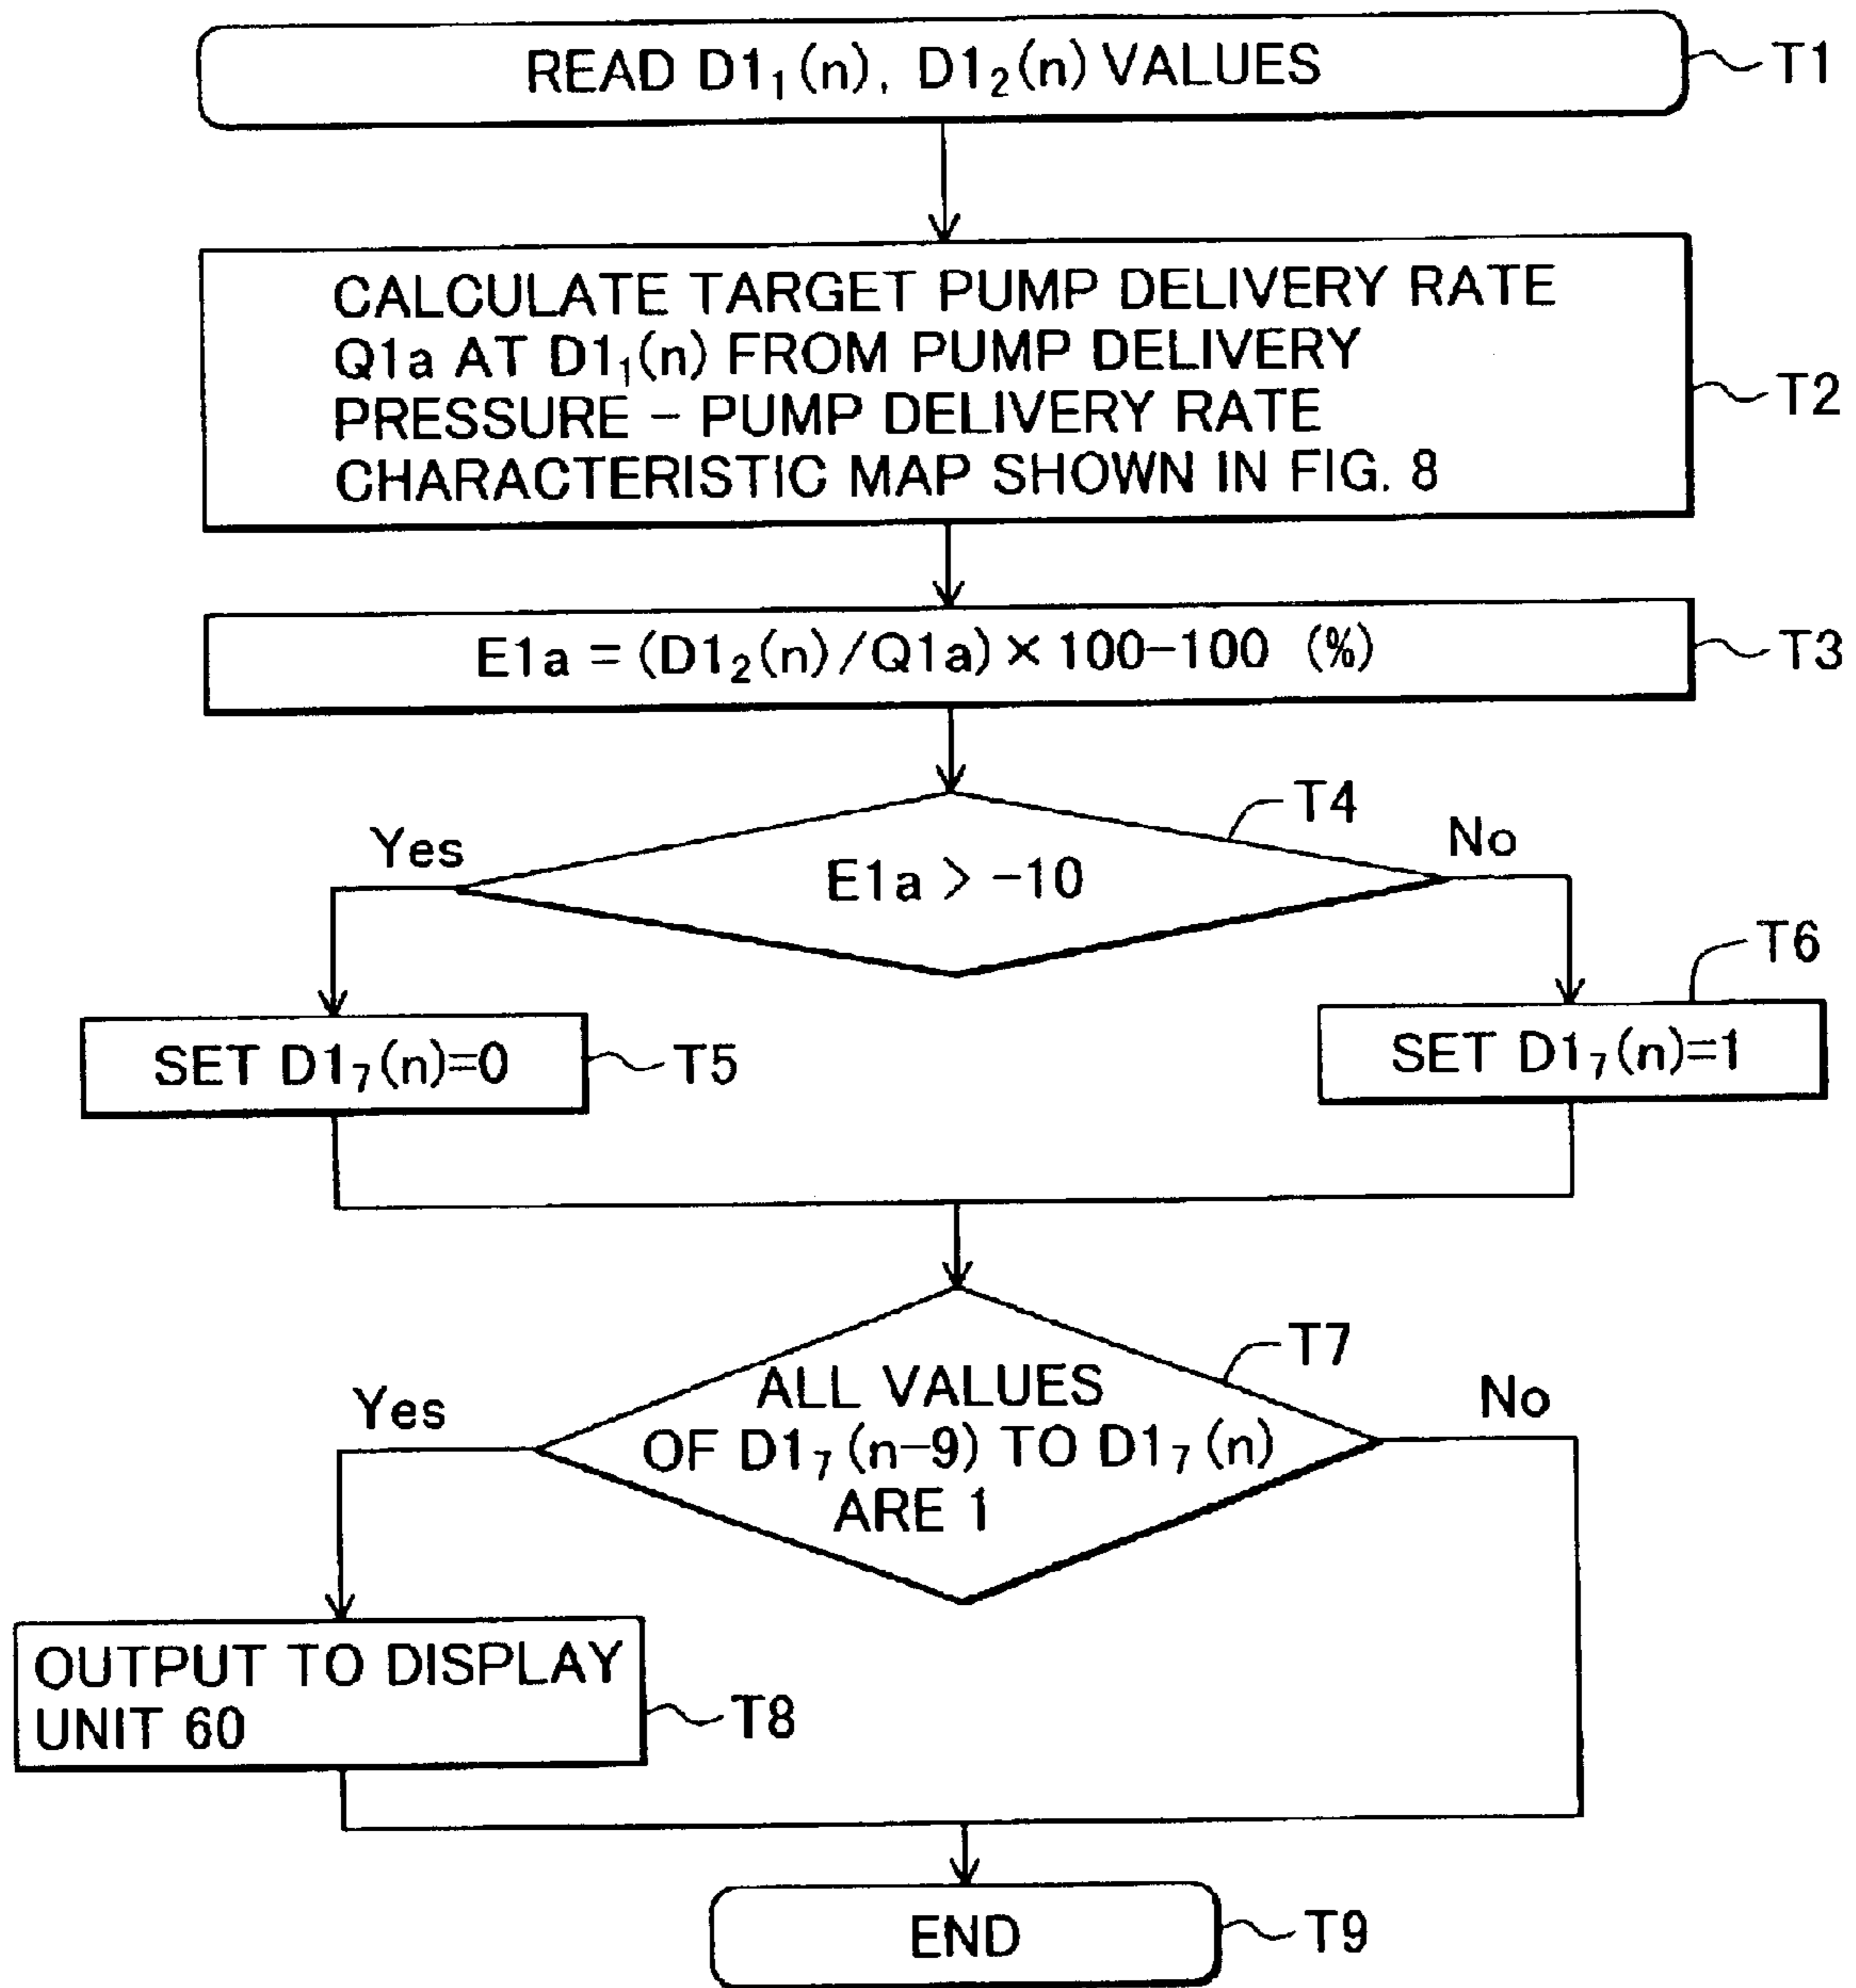 READ D1₁(n), D1₂(n) VALUES
T1
CALCULATE TARGET PUMP DELIVERY RATE
Q1a AT D1₁(n) FROM PUMP DELIVERY
PRESSURE – PUMP DELIVERY RATE
CHARACTERISTIC MAP SHOWN IN FIG. 8
T2
E1a = (D1₂(n)/Q1a) × 100–100 (%)
T3
T4
Yes
No
E1a > –10
T6
SET D1₇(n)=0
T5
SET D1₇(n)=1
T7
ALL VALUES
OF D1₇(n–9) TO D1₇(n)
ARE 1
Yes
No
OUTPUT TO DISPLAY
UNIT 60
T8
END
T9